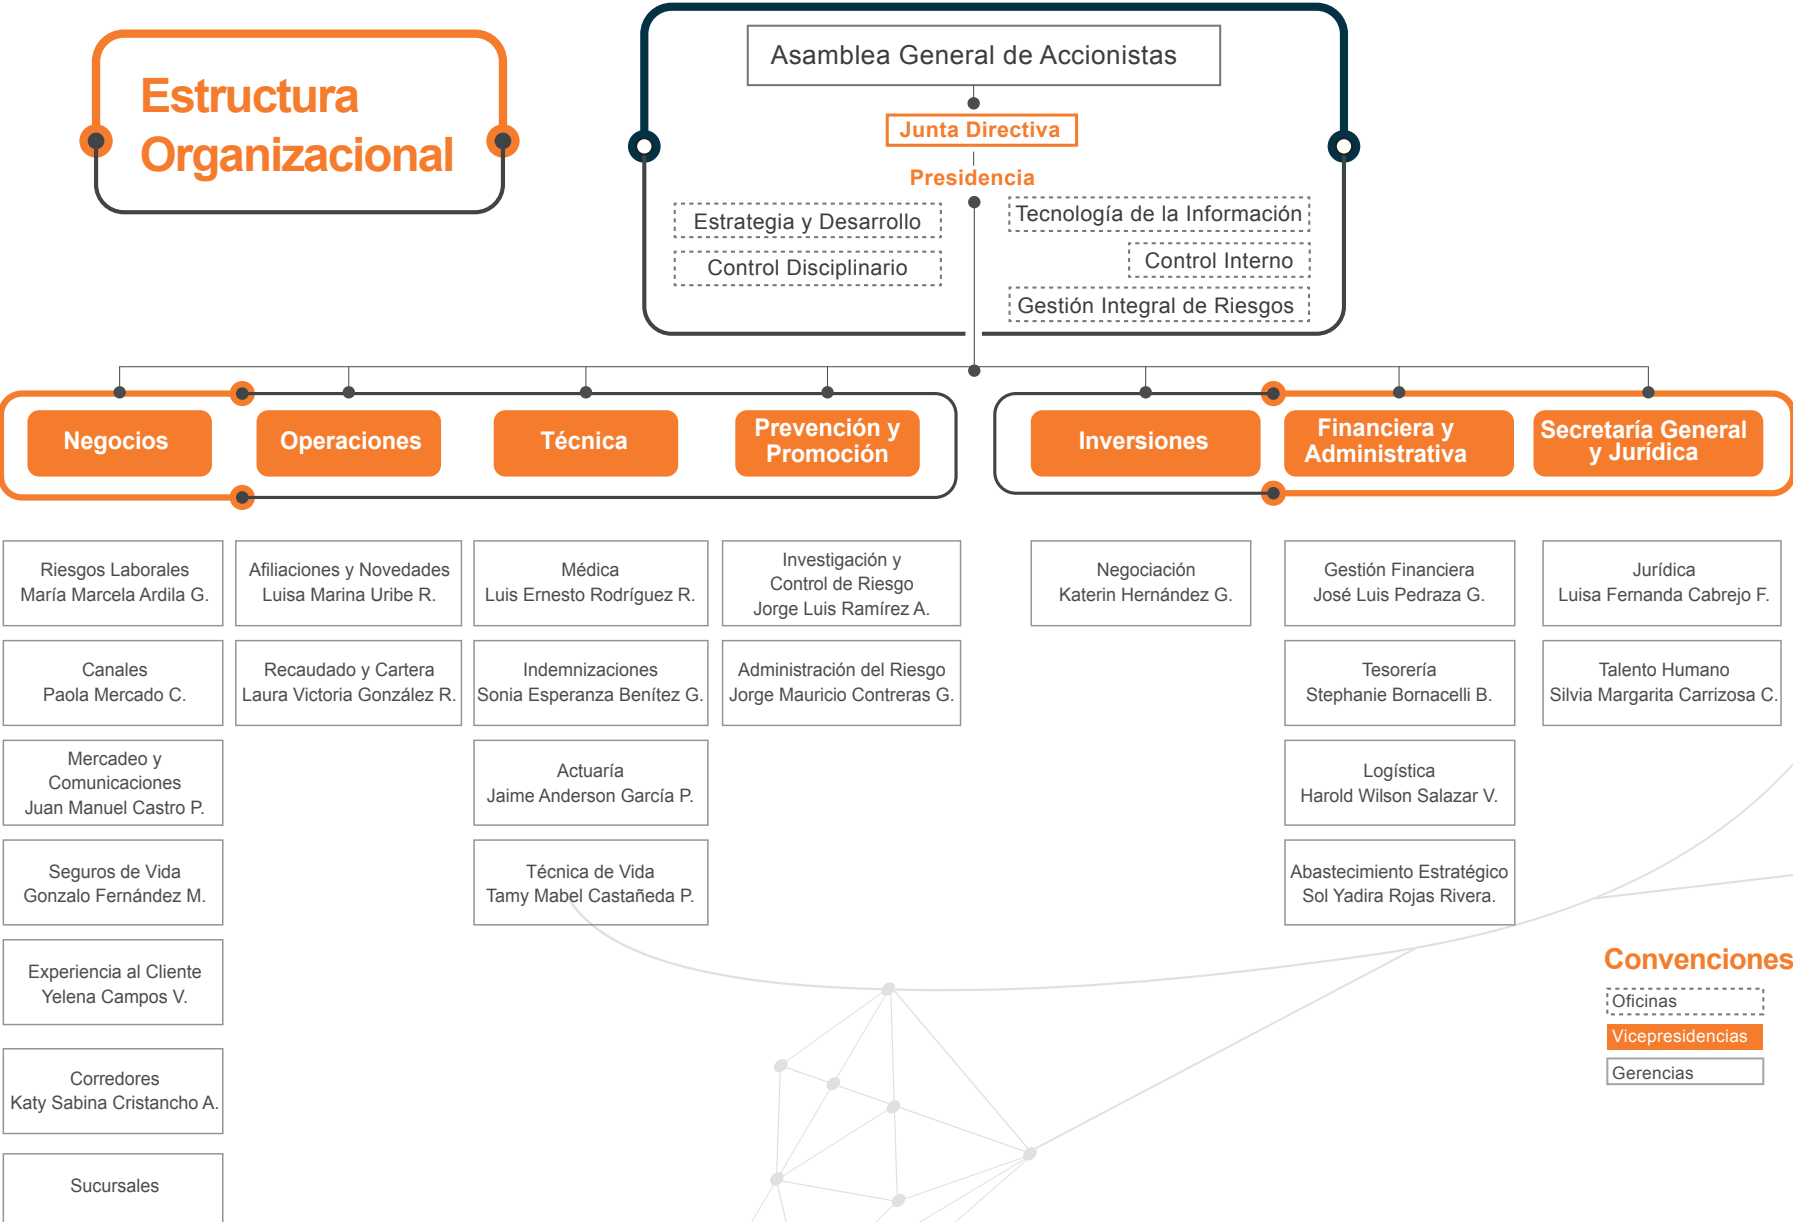 Estructura
Organizacional
Asamblea General de Accionistas
Junta Directiva
Presidencia
Estrategia y Desarrollo
Control Disciplinario
Tecnología de la Información
Control Interno
Gestión Integral de Riesgos
Negocios
Operaciones
Técnica
Prevención y
Promoción
Inversiones
Financiera y
Administrativa
Secretaría General
y Jurídica
Riesgos Laborales
María Marcela Ardila G.
Canales
Paola Mercado C.
Mercadeo y
Comunicaciones
Juan Manuel Castro P.
Seguros de Vida
Gonzalo Fernández M.
Experiencia al Cliente
Yelena Campos V.
Corredores
Katy Sabina Cristancho A.
Sucursales
Afiliaciones y Novedades
Luisa Marina Uribe R.
Recaudado y Cartera
Laura Victoria González R.
Médica
Luis Ernesto Rodríguez R.
Indemnizaciones
Sonia Esperanza Benítez G.
Actuaría
Jaime Anderson García P.
Técnica de Vida
Tamy Mabel Castañeda P.
Investigación y
Control de Riesgo
Jorge Luis Ramírez A.
Administración del Riesgo
Jorge Mauricio Contreras G.
Negociación
Katerin Hernández G.
Gestión Financiera
José Luis Pedraza G.
Tesorería
Stephanie Bornacelli B.
Logística
Harold Wilson Salazar V.
Abastecimiento Estratégico
Sol Yadira Rojas Rivera.
Jurídica
Luisa Fernanda Cabrejo F.
Talento Humano
Silvia Margarita Carrizosa C.
Convenciones
Oficinas
Vicepresidencias
Gerencias